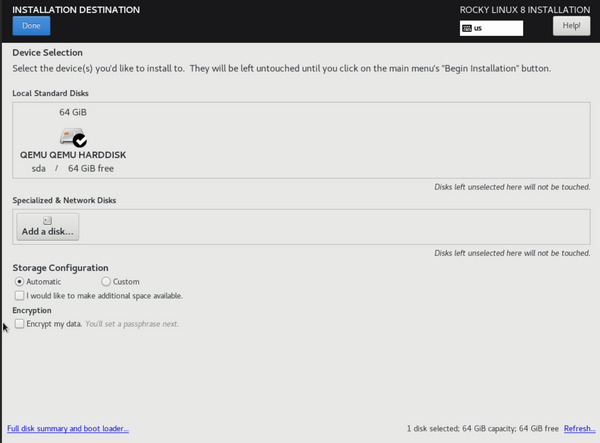 INSTALLATION DESTINATION
ROCKY LINUX 8 INSTALLATION
Done
us
Help!
Device Selection
Select the device(s) you'd like to install to. They will be left untouched until you click on the main menu's "Begin Installation" button.
Local Standard Disks
64 GiB
QEMU QEMU HARDDISK
sda / 64 GiB free
Disks left unselected here will not be touched.
Specialized & Network Disks
Add a disk...
Disks left unselected here will not be touched.
Storage Configuration
Automatic Custom
I would like to make additional space available.
Encryption
Encrypt my data. You'll set a passphrase next.
Full disk summary and boot loader... 1 disk selected; 64 GiB capacity; 64 GiB free Refresh...